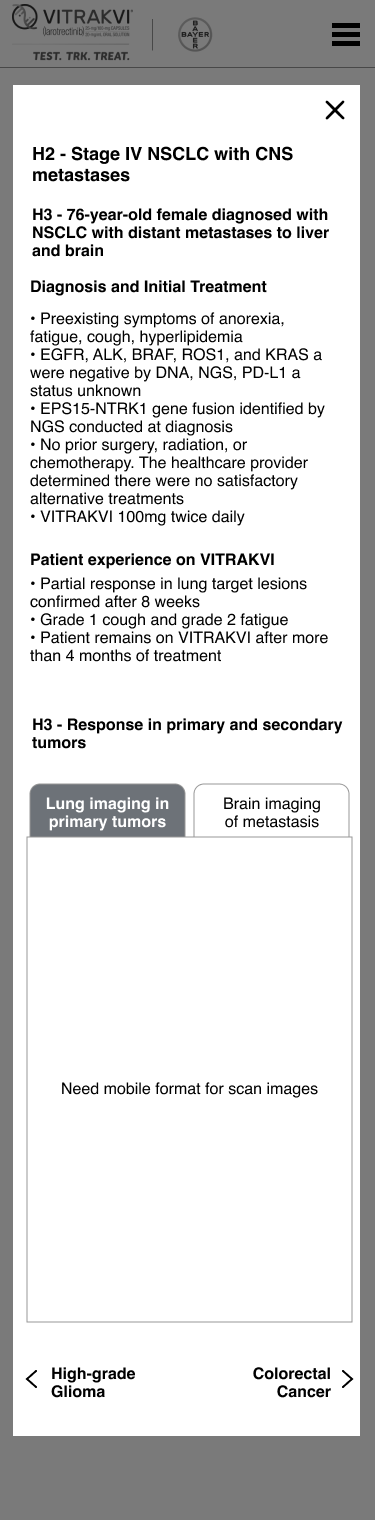 VITRAKVI
(larotrectinib)
BAYER
BAYER
TEST. TRK. TREAT.
H2 - Stage IV NSCLC with CNS
metastases
H3 - 76-year-old female diagnosed with
NSCLC with distant metastases to liver
and brain
Diagnosis and Initial Treatment
• Preexisting symptoms of anorexia,
fatigue, cough, hyperlipidemia
• EGFR, ALK, BRAF, ROS1, and KRAS a
were negative by DNA, NGS, PD-L1 a
status unknown
• EPS15-NTRK1 gene fusion identified by
NGS conducted at diagnosis
• No prior surgery, radiation, or
chemotherapy. The healthcare provider
determined there were no satisfactory
alternative treatments
• VITRAKVI 100mg twice daily
Patient experience on VITRAKVI
• Partial response in lung target lesions
confirmed after 8 weeks
• Grade 1 cough and grade 2 fatigue
• Patient remains on VITRAKVI after more
than 4 months of treatment
H3 - Response in primary and secondary
tumors
Lung imaging in
primary tumors
Brain imaging
of metastasis
Need mobile format for scan images
High-grade
Glioma
Colorectal
Cancer